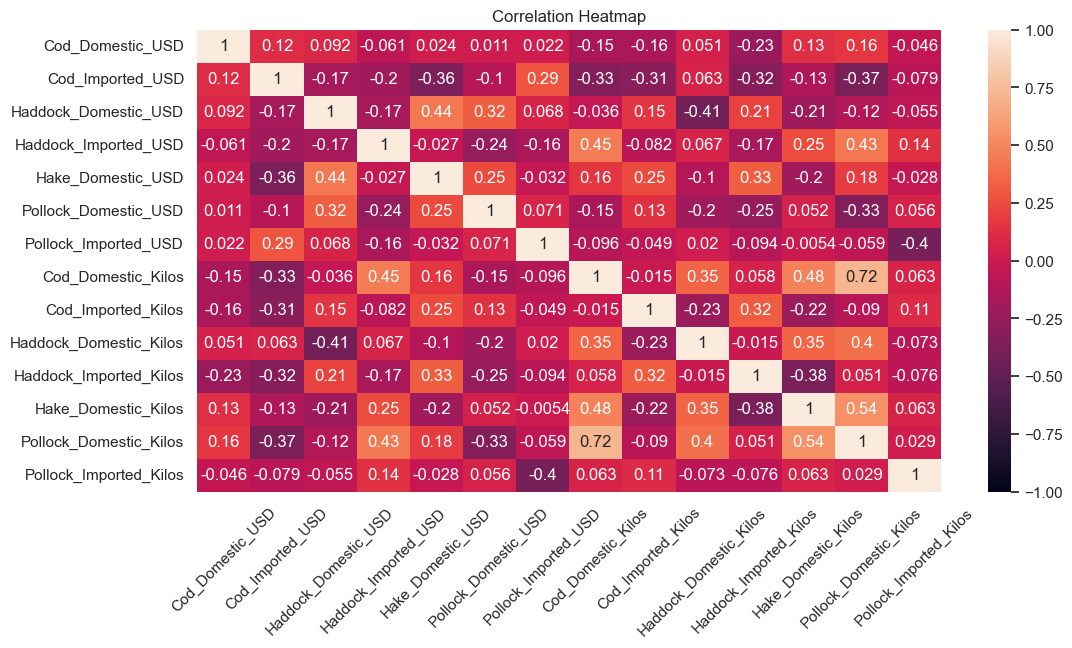 Correlation Heatmap
Cod_Domestic_USD 1 0.12 0.092 -0.061 0.024 0.011 0.022 -0.15 -0.16 0.051 -0.23 0.13 0.16 -0.046 1.00
Cod_Imported_USD 0.12 1 -0.17 -0.2 -0.36 -0.1 0.29 -0.33 -0.31 0.063 -0.32 -0.13 -0.37 -0.079 0.75
Haddock_Domestic_USD 0.092 -0.17 1 -0.17 0.44 0.32 0.068 -0.036 0.15 -0.41 0.21 -0.21 -0.12 -0.055
Haddock_Imported_USD -0.061 -0.2 -0.17 1 -0.027 -0.24 -0.16 0.45 -0.082 0.067 -0.17 0.25 0.43 0.14 0.50
Hake_Domestic_USD 0.024 -0.36 0.44 -0.027 1 0.25 -0.032 0.16 0.25 -0.1 0.33 -0.2 0.18 -0.028
Pollock_Domestic_USD 0.011 -0.1 0.32 -0.24 0.25 1 0.071 -0.15 0.13 -0.2 -0.25 0.052 -0.33 0.056 0.25
Pollock_Imported_USD 0.022 0.29 0.068 -0.16 -0.032 0.071 1 -0.096 -0.049 0.02 -0.094 -0.0054 -0.059 -0.4 0.00
Cod_Domestic_Kilos -0.15 -0.33 -0.036 0.45 0.16 -0.15 -0.096 1 -0.015 0.35 0.058 0.48 0.72 0.063
Cod_Imported_Kilos -0.16 -0.31 0.15 -0.082 0.25 0.13 -0.049 -0.015 1 -0.23 0.32 -0.22 -0.09 0.11 -0.25
Haddock_Domestic_Kilos 0.051 0.063 -0.41 0.067 -0.1 -0.2 0.02 0.35 -0.23 1 -0.015 0.35 0.4 -0.073
Haddock_Imported_Kilos -0.23 -0.32 0.21 -0.17 0.33 -0.25 -0.094 0.058 0.32 -0.015 1 -0.38 0.051 -0.076 -0.50
Hake_Domestic_Kilos 0.13 -0.13 -0.21 0.25 -0.2 0.052 -0.0054 0.48 -0.22 0.35 -0.38 1 0.54 0.063
Pollock_Domestic_Kilos 0.16 -0.37 -0.12 0.43 0.18 -0.33 -0.059 0.72 -0.09 0.4 0.051 0.54 1 0.029 -0.75
Pollock_Imported_Kilos -0.046 -0.079 -0.055 0.14 -0.028 0.056 -0.4 0.063 0.11 -0.073 -0.076 0.063 0.029 1 -1.00
Cod_Domestic_USD
Cod_Imported_USD
Haddock_Domestic_USD
Haddock_Imported_USD
Hake_Domestic_USD
Pollock_Domestic_USD
Pollock_Imported_USD
Cod_Domestic_Kilos
Cod_Imported_Kilos
Haddock_Domestic_Kilos
Haddock_Imported_Kilos
Hake_Domestic_Kilos
Pollock_Domestic_Kilos
Pollock_Imported_Kilos